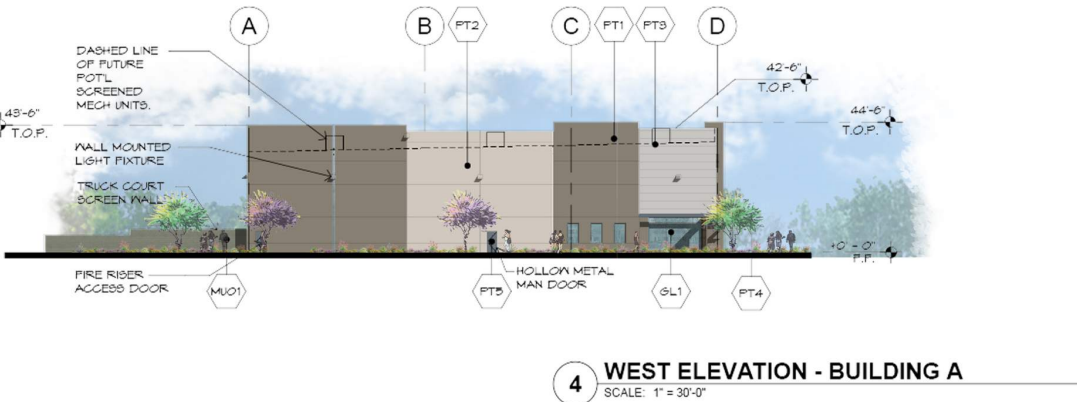 A
B
PT2
C
PT1
PT3
D
DASHED LINE
OF FUTURE
POT'L
SCREENED
MECH UNITS.
42'-6"
T.O.P.
43'-6"
T.O.P.
44'-6"
T.O.P.
WALL MOUNTED
LIGHT FIXTURE
TRUCK COURT
SCREEN WALL
+0' - 0"
F.F.
FIRE RISER
ACCESS DOOR
MU01
PT5
HOLLOW METAL
MAN DOOR
GL1
PT4
4
WEST ELEVATION - BUILDING A
SCALE: 1" = 30'-0"